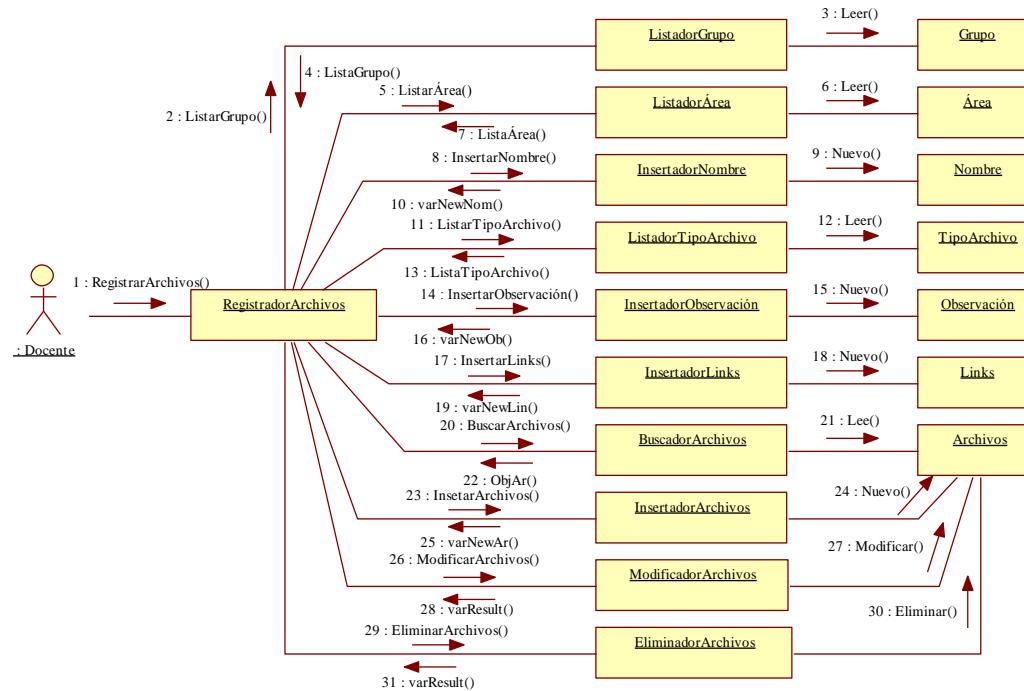 3 : Leer()
ListadorGrupo
Grupo
4 : ListaGrupo()
5 : ListarÁrea()
6 : Leer()
2 : ListarGrupo()
ListadorÁrea
Área
7 : ListaÁrea()
8 : InsertarNombre()
9 : Nuevo()
InsertadorNombre
Nombre
10 : varNewNom()
11 : ListarTipoArchivo()
12 : Leer()
ListadorTipoArchivo
TipoArchivo
13 : ListaTipoArchivo()
1 : RegistrarArchivos()
14 : InsertarObservación()
15 : Nuevo()
RegistradorArchivos
InsertadorObservación
Observación
16 : varNewOb()
: Docente
17 : InsertarLinks()
18 : Nuevo()
InsertadorLinks
Links
19 : varNewLin()
20 : BuscarArchivos()
21 : Lee()
BuscadorArchivos
Archivos
22 : ObjAr()
23 : InsetarArchivos()
24 : Nuevo()
InsertadorArchivos
25 : varNewAr()
26 : ModificarArchivos()
27 : Modificar()
ModificadorArchivos
28 : varResult()
30 : Eliminar()
29 : EliminarArchivos()
EliminadorArchivos
31 : varResult()